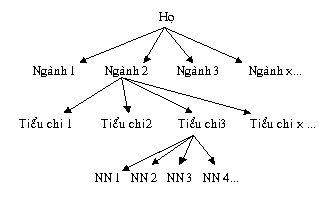 Họ
Ngành 1 Ngành 2 Ngành 3 Ngành x...
Tiểu chi 1 Tiểu chi2 Tiểu chi3 Tiểu chi x ...
NN 1 NN 2 NN 3 NN 4...